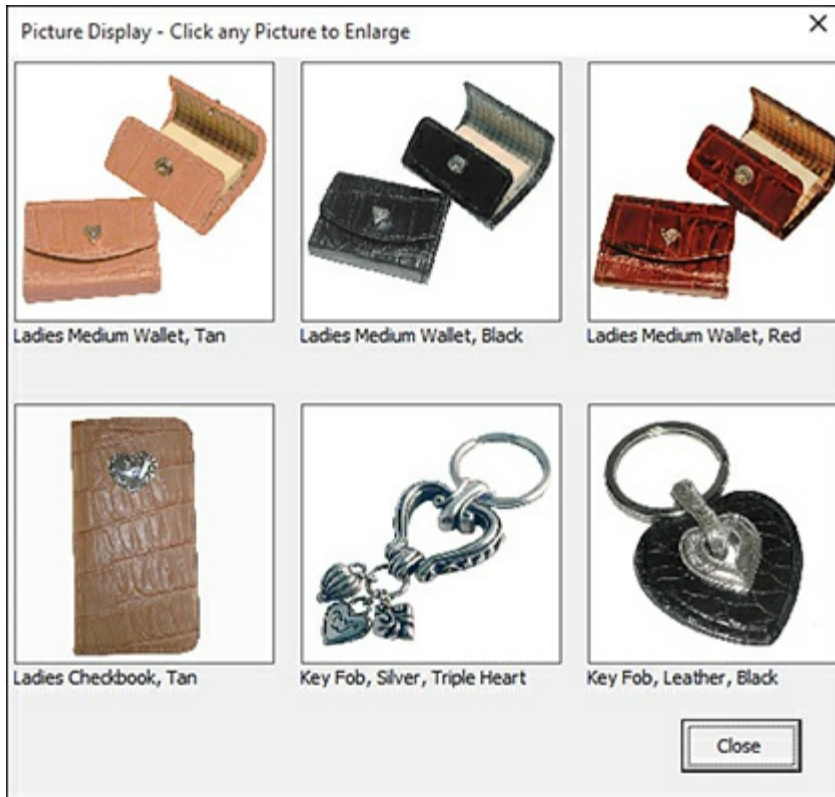 Picture Display - Click any Picture to Enlarge
Ladies Medium Wallet, Tan
Ladies Medium Wallet, Black
Ladies Medium Wallet, Red
Ladies Checkbook, Tan
Key Fob, Silver, Triple Heart
Key Fob, Leather, Black
Close